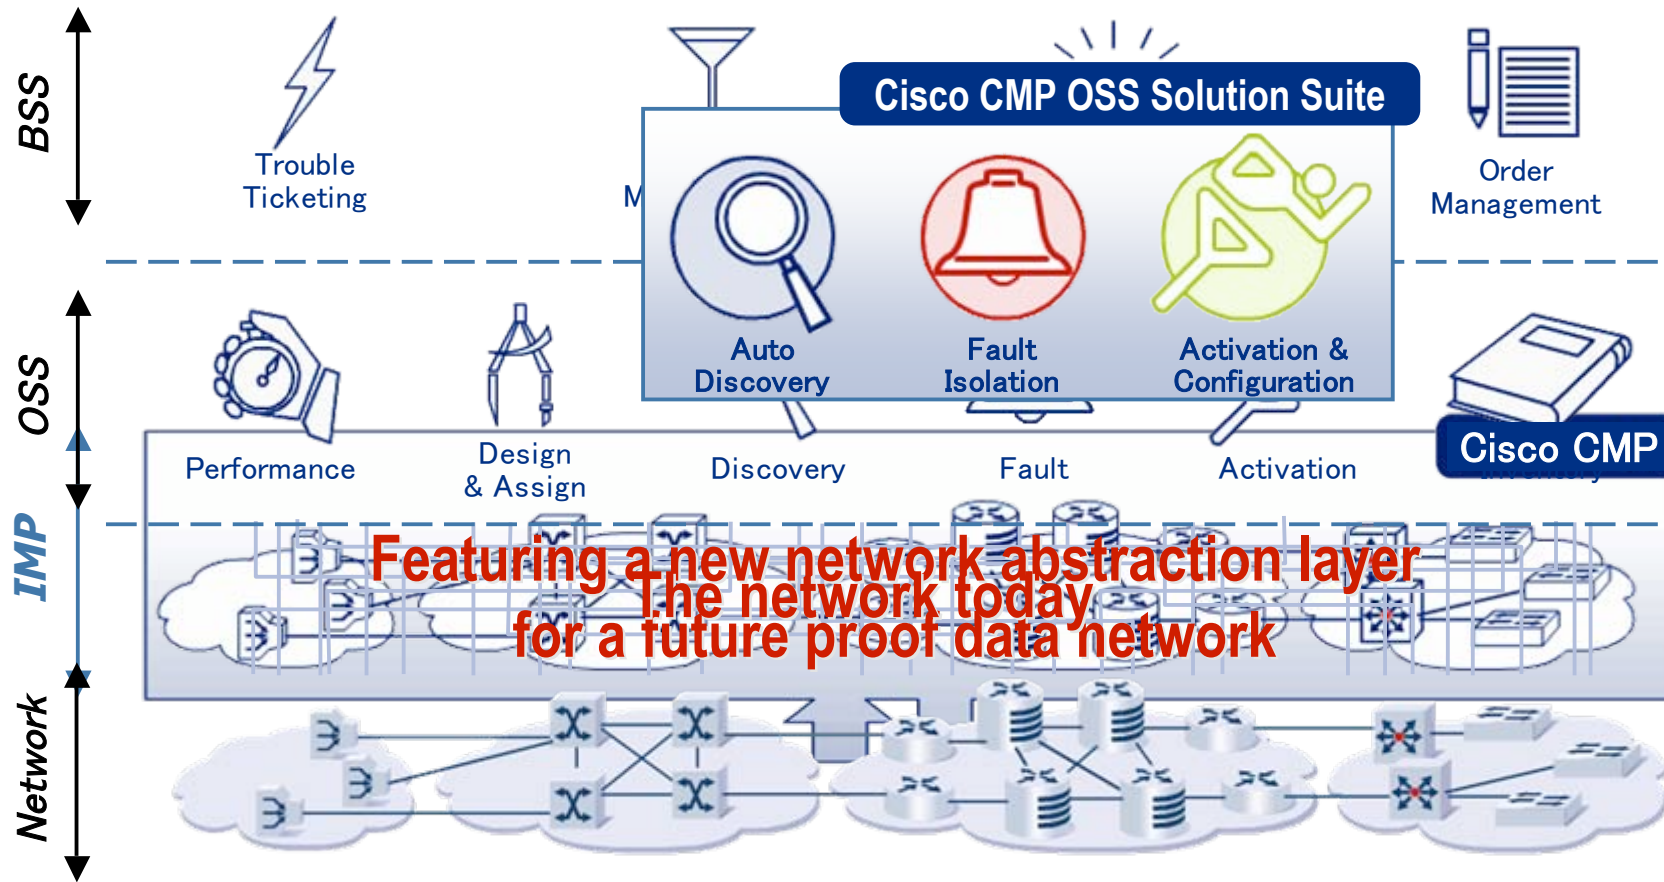 BSS
Cisco CMP OSS Solution Suite
Trouble
Ticketing
Order
Management
OSS
Auto
Discovery
Fault
Isolation
Activation &
Configuration
Performance
Design
& Assign
Discovery
Fault
Activation
Cisco CMP
IMP
Featuring a new network abstraction layer
The network today
for a future proof data network
Network